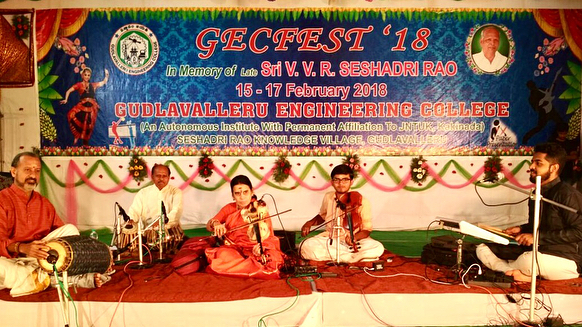 GECFEST ‘18
In Memory of Late Sri V. V. R. SESHADRI RAO
15 - 17 February 2018
GUDLAVALLERU ENGINEERING COLLEGE
(An Autonomous Institute With Permanent Affiliation To JNTUK, Kakinada)
SESHADRI RAO KNOWLEDGE VILLAGE, GUDLAVALLERU